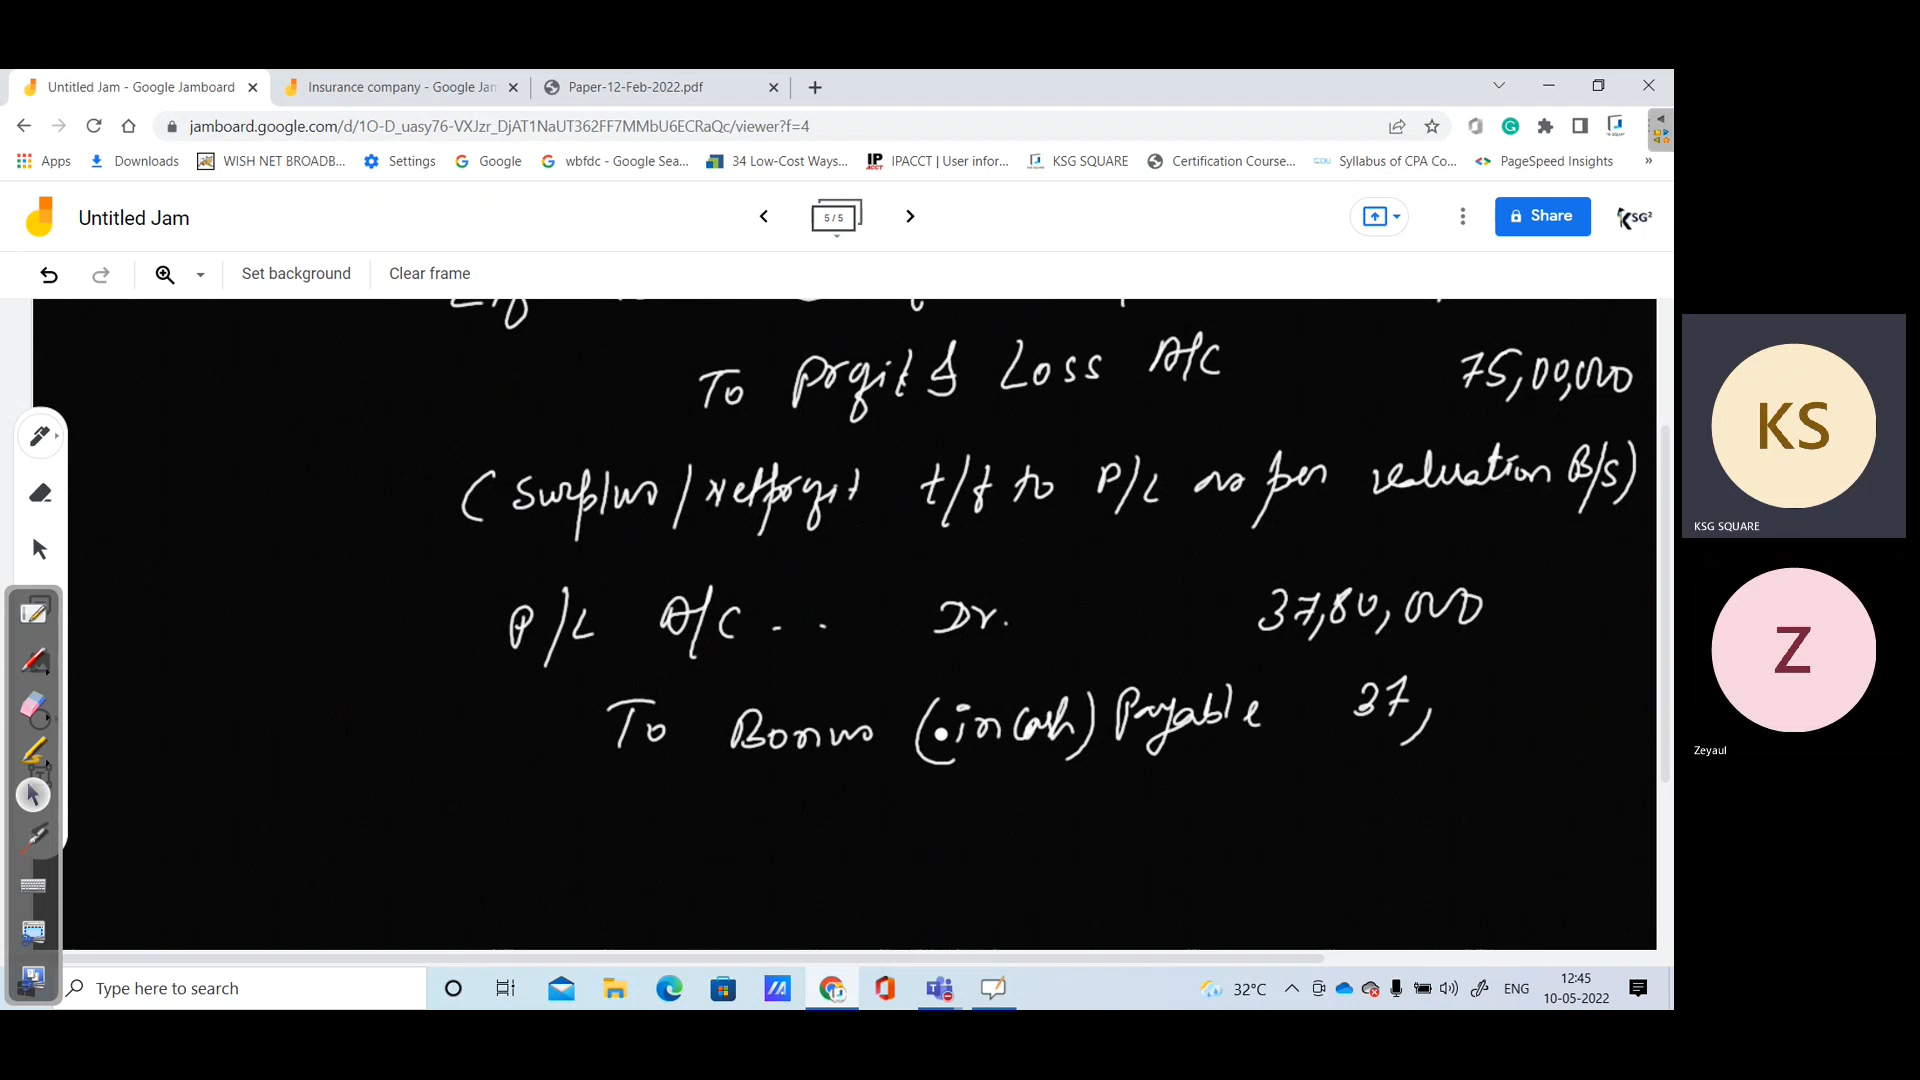 Untitled Jam - Google Jamboard
Insurance company - Google Jam
Paper-12-Feb-2022.pdf
jamboard.google.com/d/1O-D_uasy76-VXJzr_DjAT1NaUT362FF7MMbU6ECRaQc/viewer?f=4
Apps Downloads WISH NET BROADB... Settings Google wbfdc - Google Sea... 34 Low-Cost Ways... IPACCT | User infor... KSG SQUARE Certification Course... Syllabus of CPA Co... PageSpeed Insights »
Untitled Jam
5 / 5
Share
KSG²
Set background Clear frame
To Profit & Loss A/C 75,00,000
(Surplus/net profit t/f to P/L as per valuation B/S)
P/L A/C . . Dr. 37,80,000
To Bonus (in cash) Payable 37,
KS
KSG SQUARE
Z
Zeyaul
Type here to search
32°C
ENG
12:45
10-05-2022